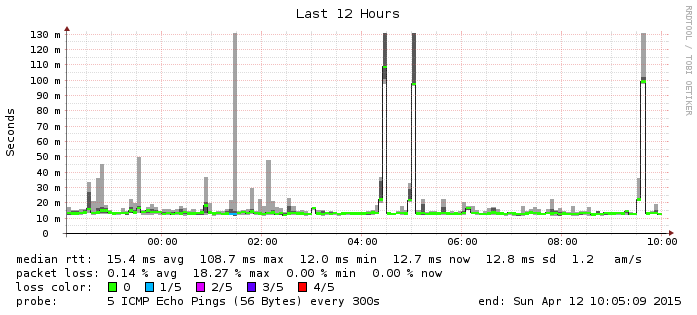 Last 12 Hours
RRDTOOL / TOBI OETIKER
Seconds
130 m
120 m
110 m
100 m
90 m
80 m
70 m
60 m
50 m
40 m
30 m
20 m
10 m
0
00:00 02:00 04:00 06:00 08:00 10:00
median rtt: 15.4 ms avg 108.7 ms max 12.0 ms min 12.7 ms now 12.8 ms sd 1.2 am/s
packet loss: 0.14 % avg 18.27 % max 0.00 % min 0.00 % now
loss color: 0 1/5 2/5 3/5 4/5
probe: 5 ICMP Echo Pings (56 Bytes) every 300s end: Sun Apr 12 10:05:09 2015